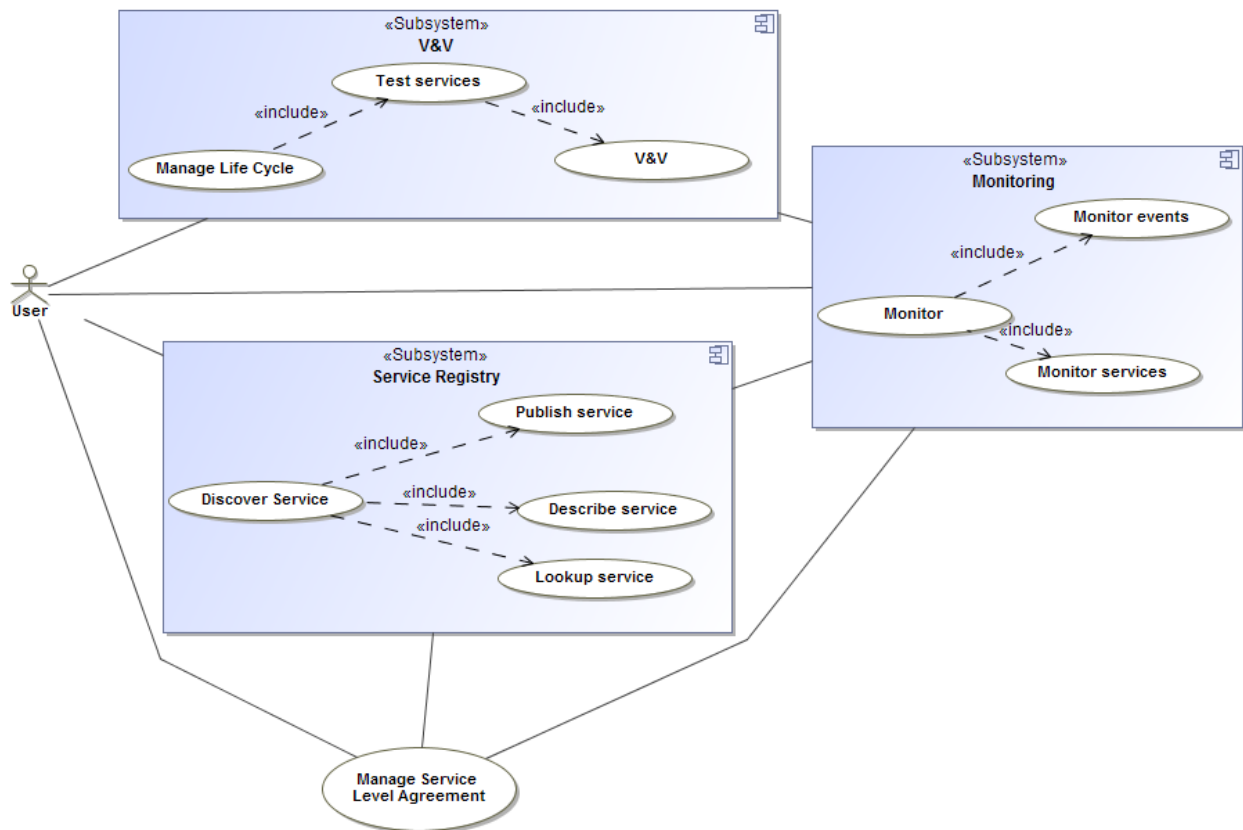 «Subsystem»
V&V
Test services
«include»
«include»
Manage Life Cycle
V&V
«Subsystem»
Monitoring
Monitor events
«include»
Monitor
«include»
Monitor services
User
«Subsystem»
Service Registry
Publish service
«include»
Discover Service
«include»
Describe service
«include»
Lookup service
Manage Service
Level Agreement